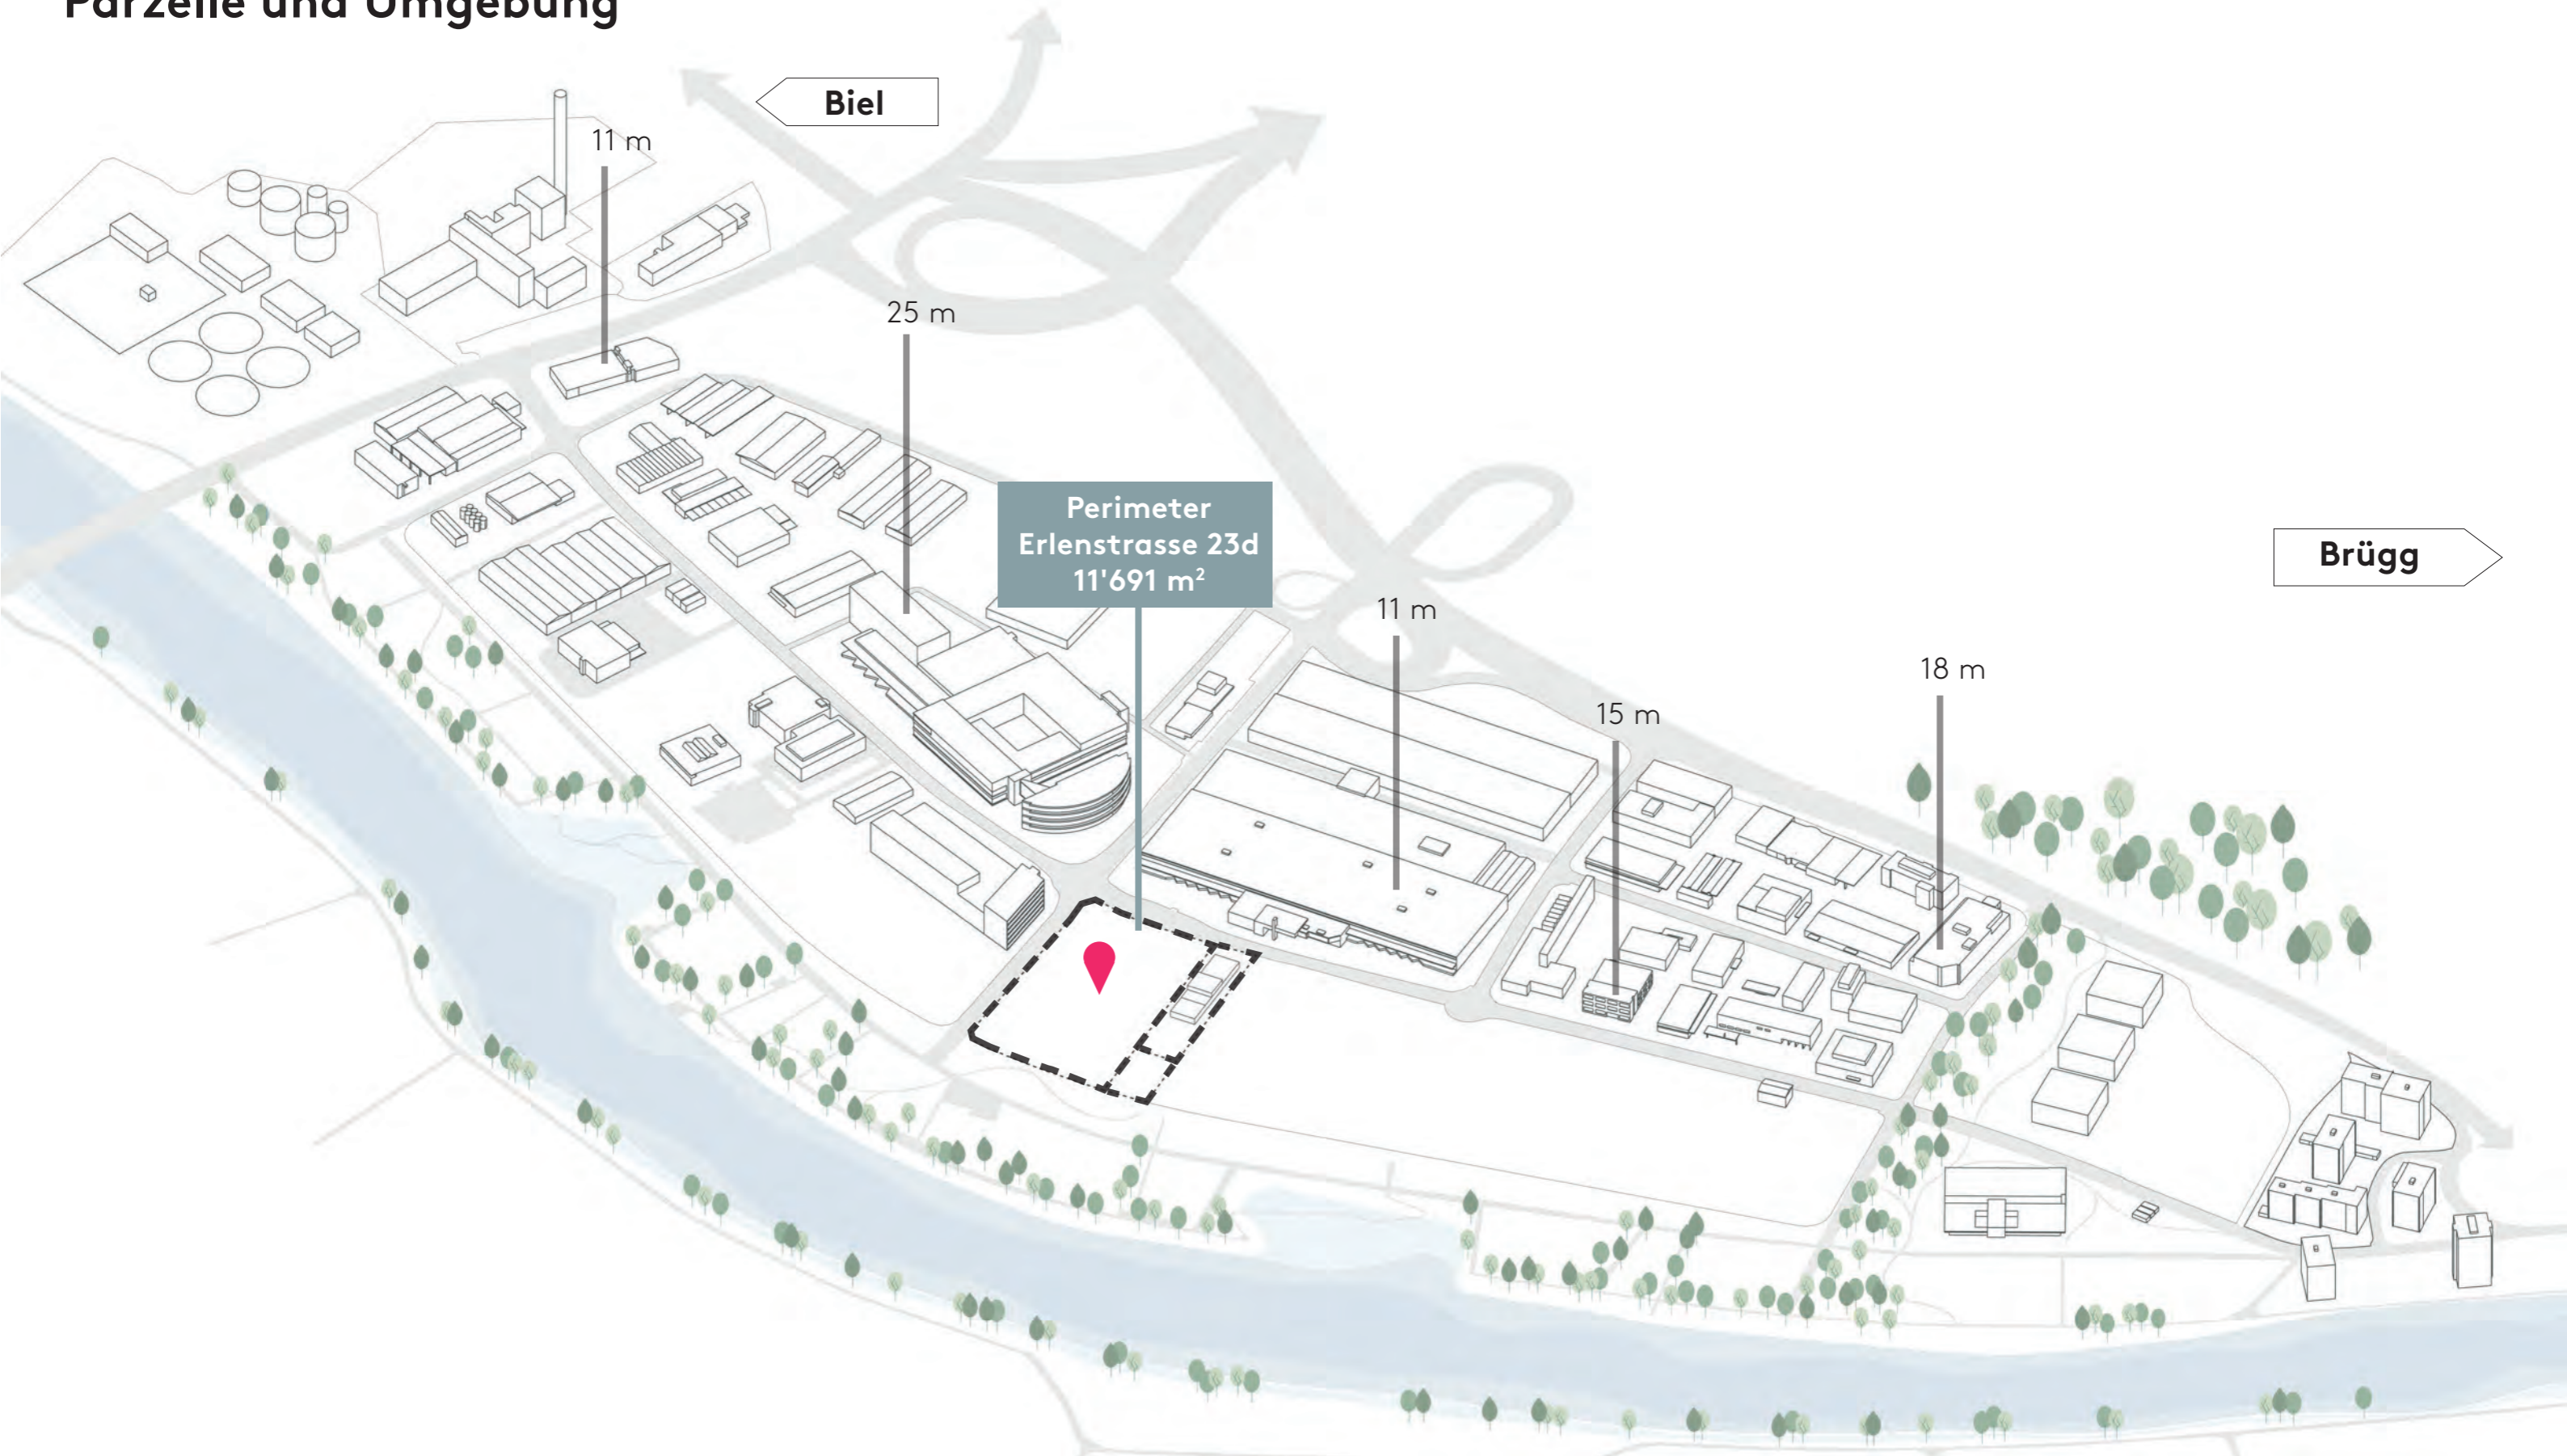 Parzelle und Umgebung
Biel
11 m
25 m
Perimeter
Erlenstrasse 23d
11'691 m²
Brügg
11 m
18 m
15 m